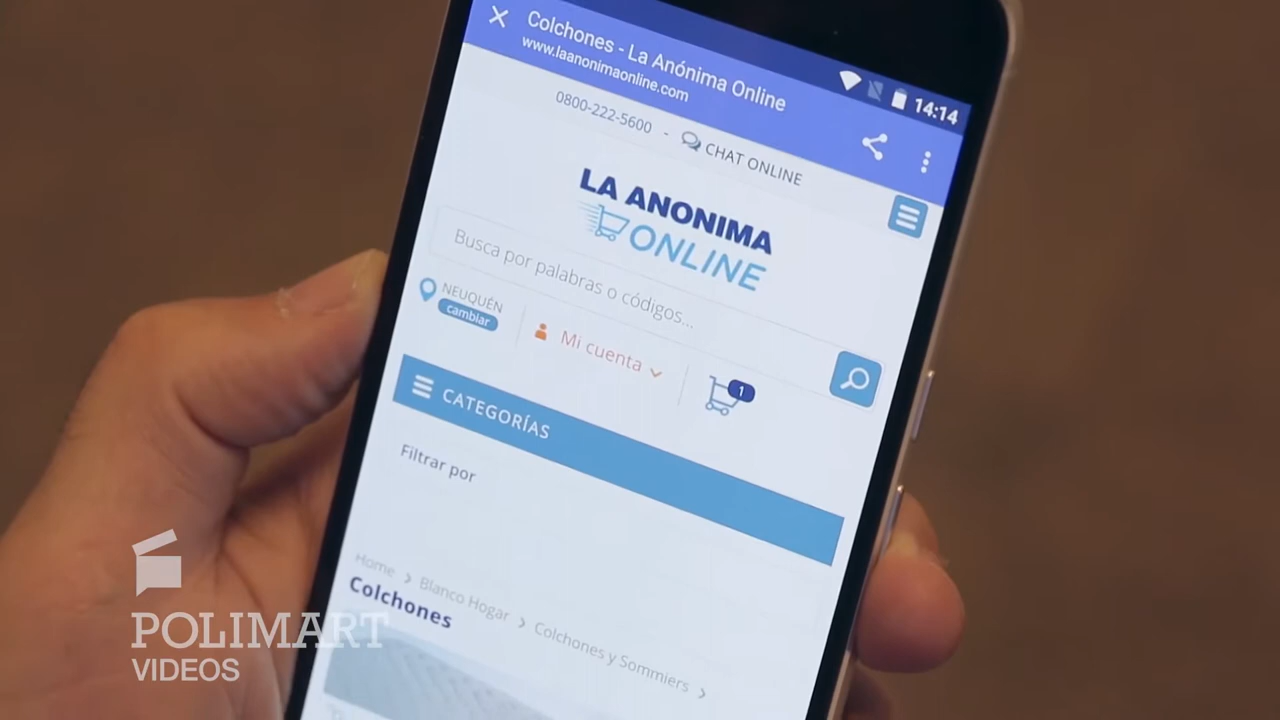 Colchones - La Anónima Online
www.laanonimaonline.com
14:14
0800-222-5600 - CHAT ONLINE
LA ANONIMA
ONLINE
Busca por palabras o códigos...
NEUQUÉN
cambiar
Mi cuenta
1
CATEGORÍAS
Filtrar por
Home > Blanco Hogar > Colchones y Sommiers >
Colchones
POLIMART
VIDEOS